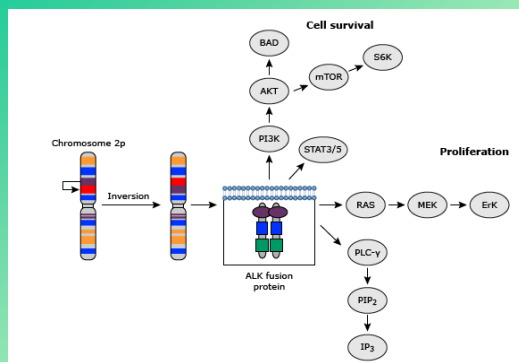 Cell survival
BAD
S6K
mTOR
AKT
PI3K
STAT3/5
Chromosome 2p
Proliferation
Inversion
RAS
MEK
ErK
PLC-γ
ALK fusion
protein
PIP₂
IP₃